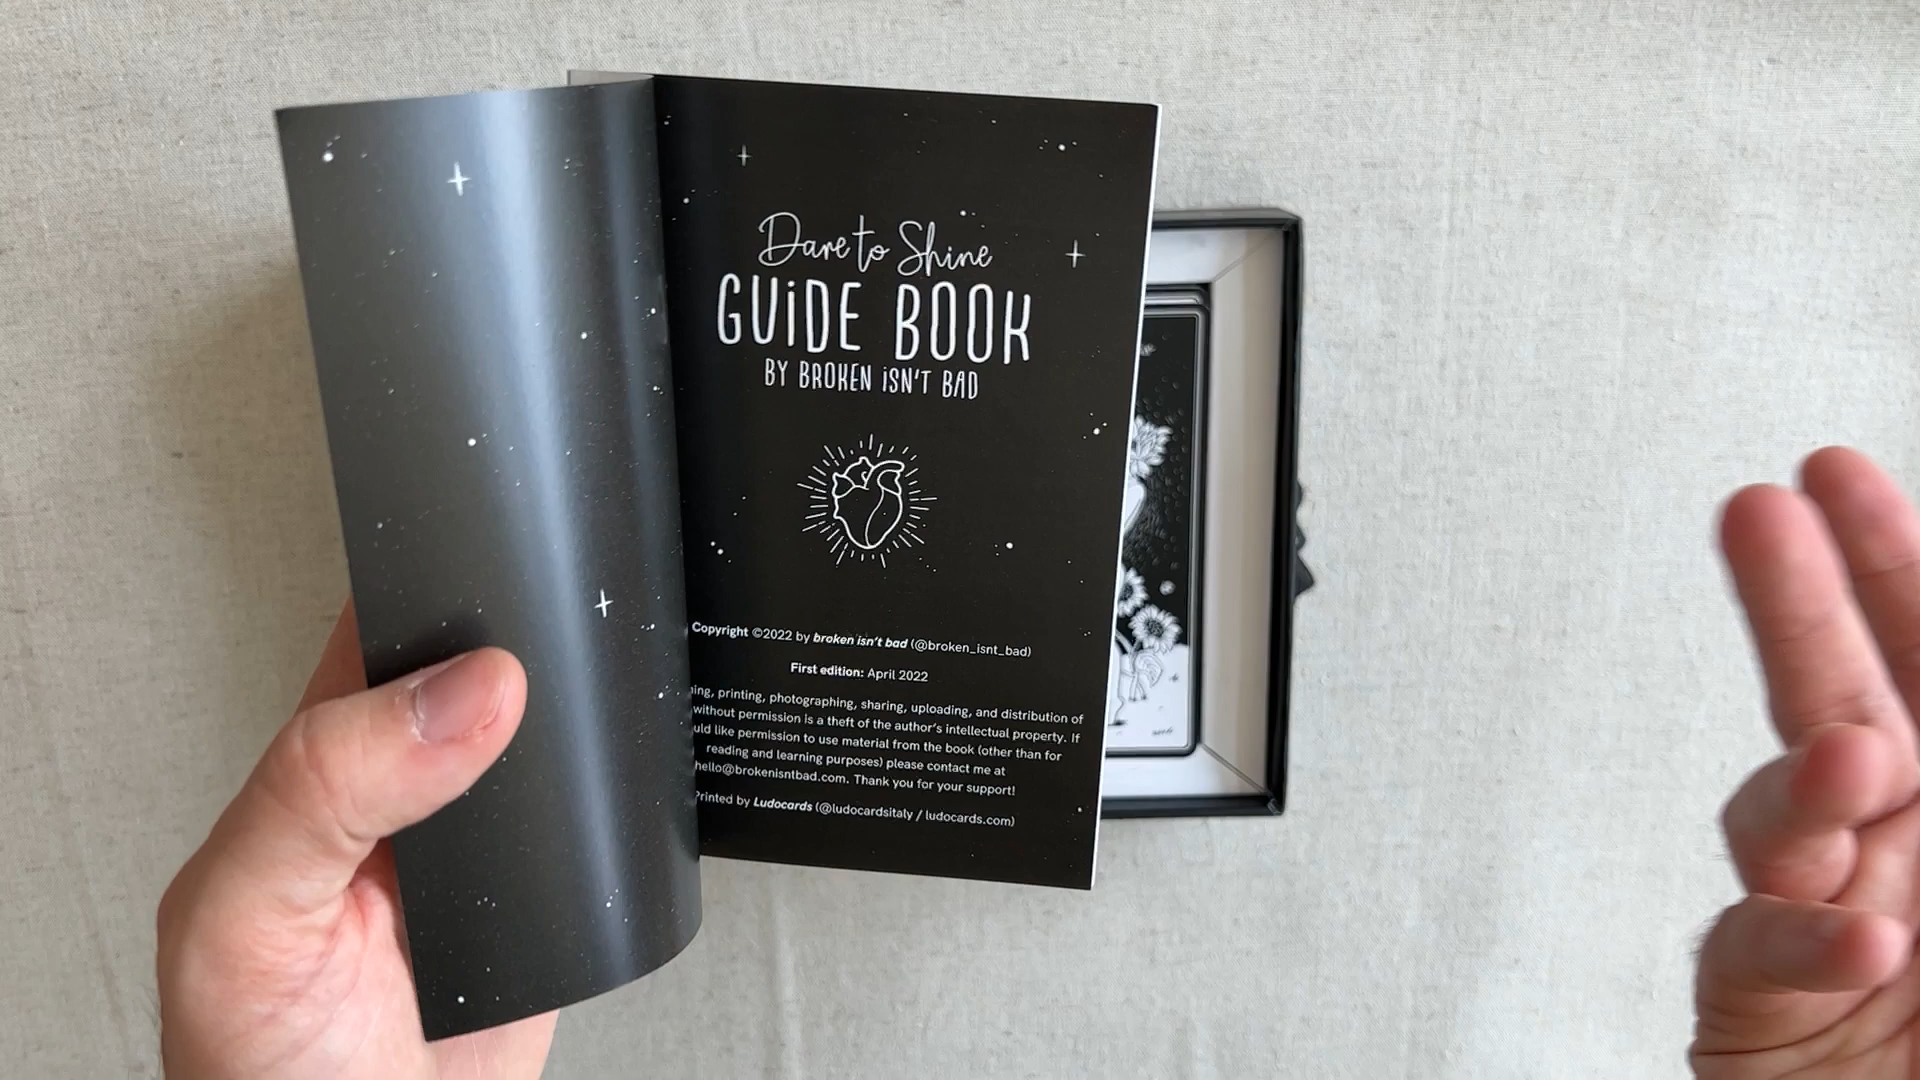 Dare to Shine
GUiDE BOOK
BY BROKEN iSN'T BAD
Copyright ©2022 by broken isn't bad (@broken_isnt_bad)
First edition: April 2022
printing, photographing, sharing, uploading, and distribution of
without permission is a theft of the author's intellectual property. If
like permission to use material from the book (other than for
reading and learning purposes) please contact me at
hello@brokenisntbad.com. Thank you for your support!
Printed by Ludocards (@ludocardsitaly / ludocards.com)